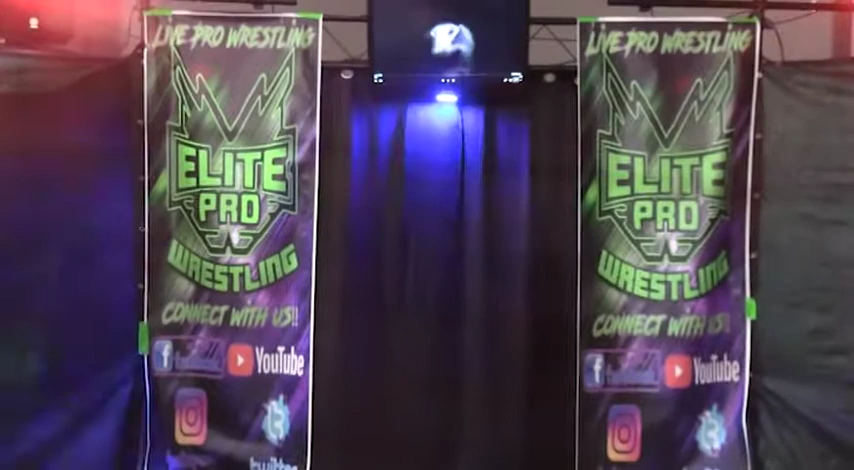 LIVE PRO WRESTLING
ELITE
PRO
WRESTLING
CONNECT WITH US!!
YouTube
twitter
LIVE PRO WRESTLING
ELITE
PRO
WRESTLING
CONNECT WITH US!!
YouTube